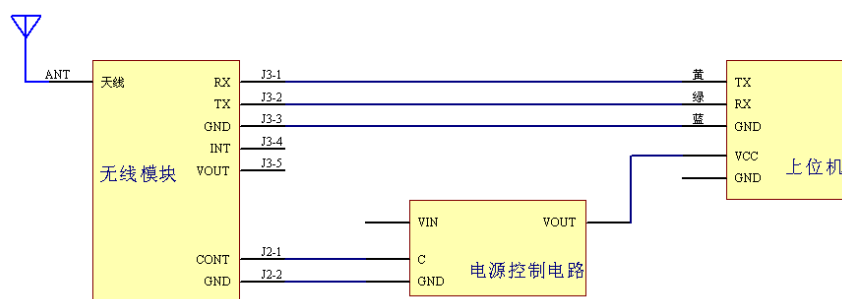 ANT
天线
RX
J3-1
黄
TX
TX
J3-2
绿
RX
GND
J3-3
蓝
GND
INT
J3-4
VOUT
J3-5
VCC
GND
无线模块
上位机
VIN
VOUT
CONT
J2-1
C
GND
J2-2
GND
电源控制电路